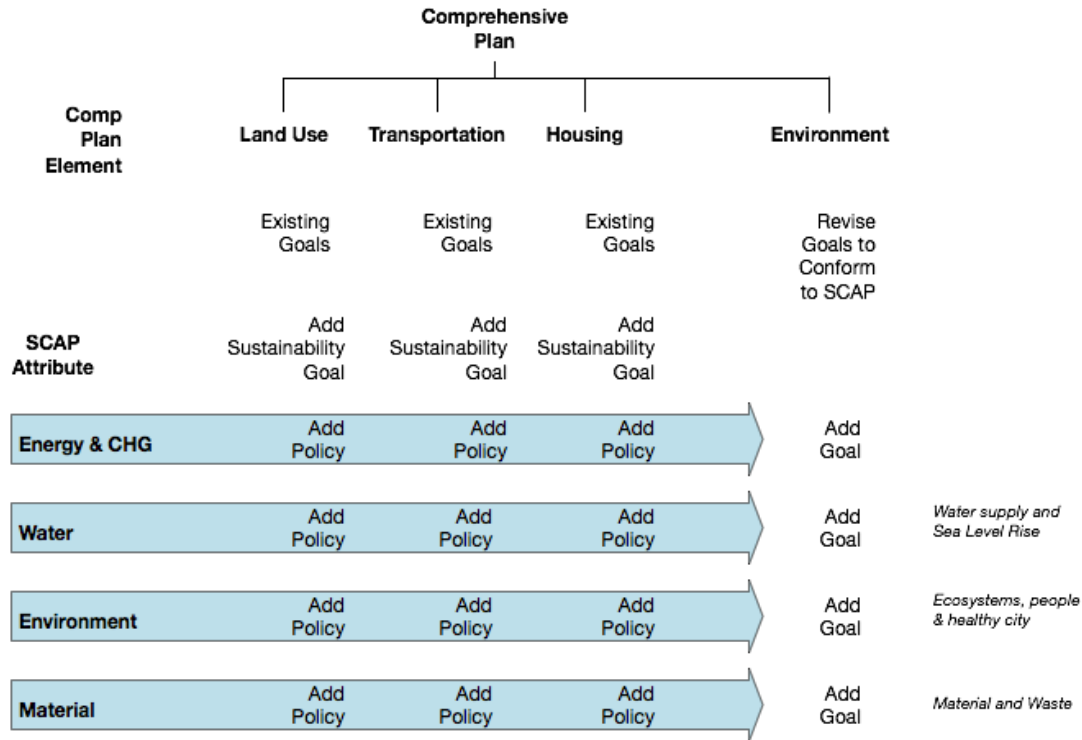 Comprehensive
Plan
Comp
Plan
Element
Land Use
Transportation
Housing
Environment
Existing
Goals
Existing
Goals
Existing
Goals
Revise
Goals to
Conform
to SCAP
SCAP
Attribute
Add
Sustainability
Goal
Add
Sustainability
Goal
Add
Sustainability
Goal
Energy & CHG
Add
Policy
Add
Policy
Add
Policy
Add
Goal
Water
Add
Policy
Add
Policy
Add
Policy
Add
Goal
Water supply and
Sea Level Rise
Environment
Add
Policy
Add
Policy
Add
Policy
Add
Goal
Ecosystems, people
& healthy city
Material
Add
Policy
Add
Policy
Add
Policy
Add
Goal
Material and Waste